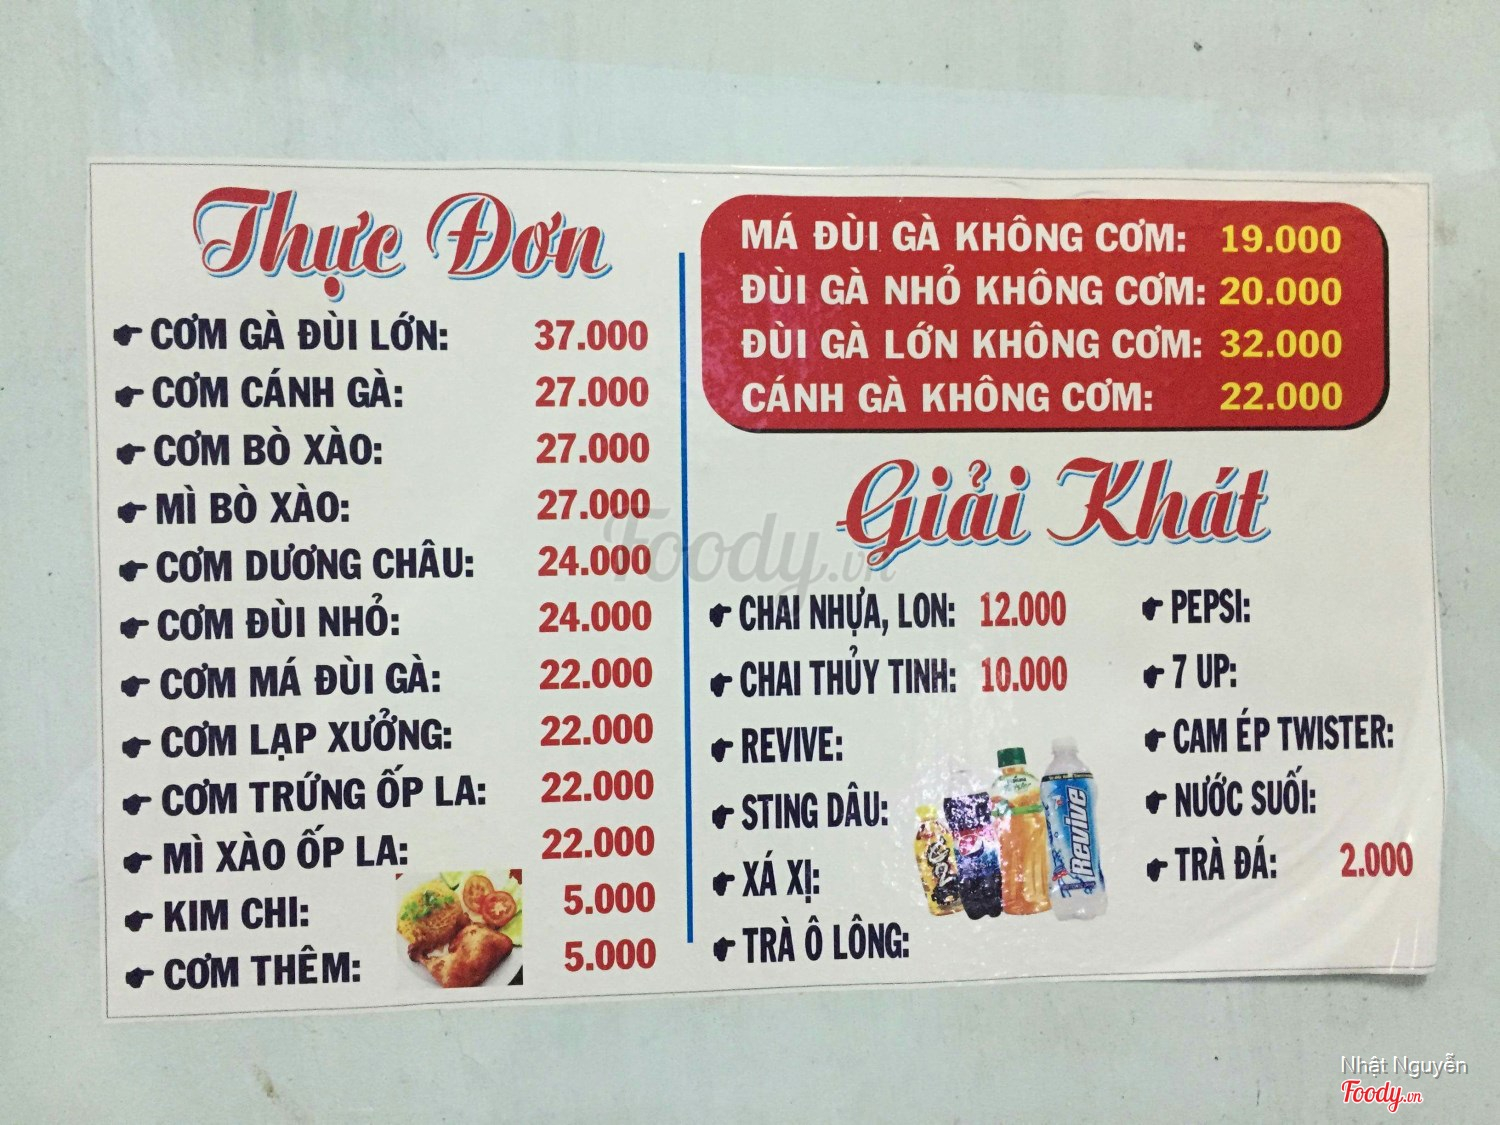 Thực Đơn
CƠM GÀ ĐÙI LỚN: 37.000
CƠM CÁNH GÀ: 27.000
CƠM BÒ XÀO: 27.000
MÌ BÒ XÀO: 27.000
CƠM DƯƠNG CHÂU: 24.000
CƠM ĐÙI NHỎ: 24.000
CƠM MÁ ĐÙI GÀ: 22.000
CƠM LẠP XƯỞNG: 22.000
CƠM TRỨNG ỐP LA: 22.000
MÌ XÀO ỐP LA: 22.000
KIM CHI: 5.000
CƠM THÊM: 5.000
MÁ ĐÙI GÀ KHÔNG CƠM: 19.000
ĐÙI GÀ NHỎ KHÔNG CƠM: 20.000
ĐÙI GÀ LỚN KHÔNG CƠM: 32.000
CÁNH GÀ KHÔNG CƠM: 22.000
Giải Khát
CHAI NHỰA, LON: 12.000
CHAI THỦY TINH: 10.000
REVIVE:
STING DÂU:
XÁ XỊ:
TRÀ Ô LÔNG:
PEPSI:
7 UP:
CAM ÉP TWISTER:
NƯỚC SUỐI:
TRÀ ĐÁ: 2.000
Revive
Foody.vn
Nhật Nguyễn
Foody.vn